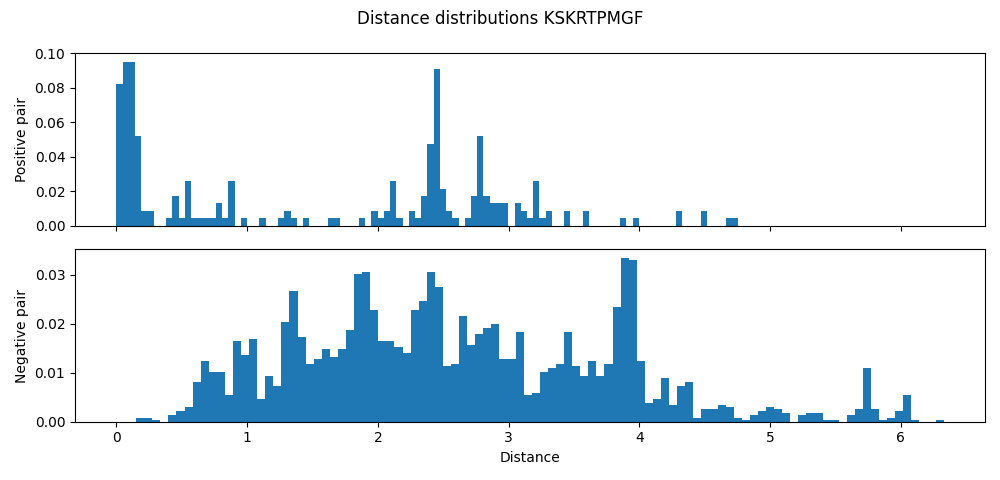 Distance distributions KSKRTPMGF
0.10
0.08
0.06
0.04
0.02
0.00
Positive pair
0.03
0.02
0.01
0.00
Negative pair
0 1 2 3 4 5 6
Distance